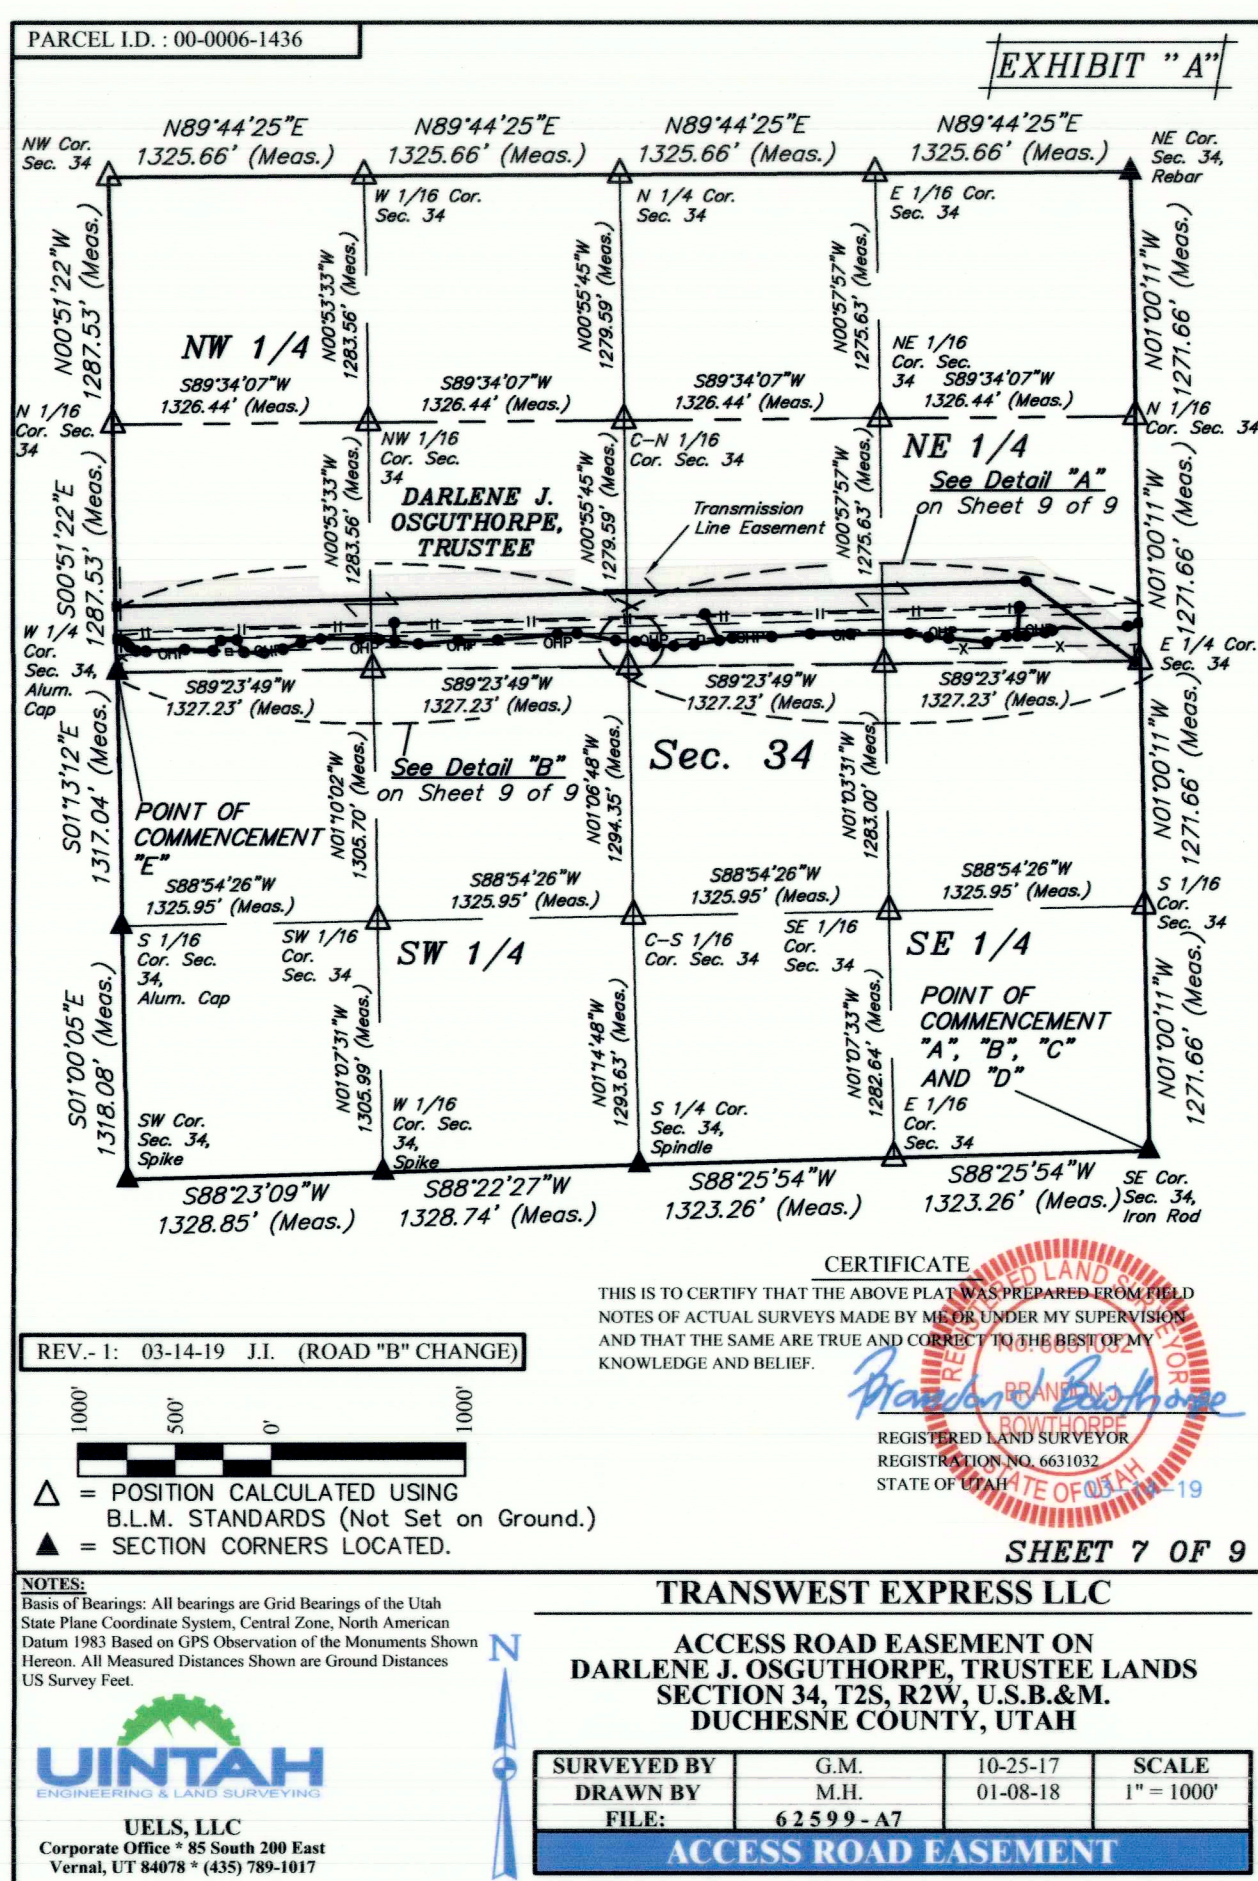 PARCEL I.D. : 00-0006-1436
EXHIBIT "A"
NW Cor.
Sec. 34
N89°44'25"E
1325.66' (Meas.)
N89°44'25"E
1325.66' (Meas.)
N89°44'25"E
1325.66' (Meas.)
N89°44'25"E
1325.66' (Meas.)
NE Cor.
Sec. 34,
Rebar
W 1/16 Cor.
Sec. 34
N 1/4 Cor.
Sec. 34
E 1/16 Cor.
Sec. 34
N00°51'22"W
1287.53' (Meas.)
N00°53'33"W
1283.56' (Meas.)
N00°55'45"W
1279.59' (Meas.)
N00°57'57"W
1275.63' (Meas.)
N01°00'11"W
1271.66' (Meas.)
NW 1/4
NE 1/16
Cor. Sec.
34
S89°34'07"W
1326.44' (Meas.)
S89°34'07"W
1326.44' (Meas.)
S89°34'07"W
1326.44' (Meas.)
S89°34'07"W
1326.44' (Meas.)
N 1/16
Cor. Sec.
34
NW 1/16
Cor. Sec.
34
C-N 1/16
Cor. Sec. 34
NE 1/4
N 1/16
Cor. Sec. 34
See Detail "A"
on Sheet 9 of 9
DARLENE J.
OSGUTHORPE,
TRUSTEE
Transmission
Line Easement
S00°51'22"E
1287.53' (Meas.)
N00°53'33"W
1283.56' (Meas.)
N00°55'45"W
1279.59' (Meas.)
N00°57'57"W
1275.63' (Meas.)
N01°00'11"W
1271.66' (Meas.)
OHP
OHP
OHP
OHP
OHP
OHP
OHP
W 1/4
Cor.
Sec. 34,
Alum.
Cap
E 1/4 Cor.
Sec. 34
S89°23'49"W
1327.23' (Meas.)
S89°23'49"W
1327.23' (Meas.)
S89°23'49"W
1327.23' (Meas.)
S89°23'49"W
1327.23' (Meas.)
See Detail "B"
on Sheet 9 of 9
Sec. 34
S01°13'12"E
1317.04' (Meas.)
N01°10'02"W
1305.70' (Meas.)
N01°06'48"W
1294.35' (Meas.)
N01°03'31"W
1283.00' (Meas.)
N01°00'11"W
1271.66' (Meas.)
POINT OF
COMMENCEMENT
"E"
S88°54'26"W
1325.95' (Meas.)
S88°54'26"W
1325.95' (Meas.)
S88°54'26"W
1325.95' (Meas.)
S88°54'26"W
1325.95' (Meas.)
S 1/16
Cor. Sec.
34,
Alum. Cap
SW 1/16
Cor.
Sec. 34
SW 1/4
C-S 1/16
Cor. Sec. 34
SE 1/16
Cor.
Sec. 34
SE 1/4
S 1/16
Cor.
Sec. 34
POINT OF
COMMENCEMENT
"A", "B", "C"
AND "D"
S01°00'05"E
1318.08' (Meas.)
N01°07'31"W
1305.99' (Meas.)
N01°14'48"W
1293.63' (Meas.)
N01°07'33"W
1282.64' (Meas.)
N01°00'11"W
1271.66' (Meas.)
SW Cor.
Sec. 34,
Spike
W 1/16
Cor. Sec.
34,
Spike
S 1/4 Cor.
Sec. 34,
Spindle
E 1/16
Cor.
Sec. 34
SE Cor.
Sec. 34,
Iron Rod
S88°23'09"W
1328.85' (Meas.)
S88°22'27"W
1328.74' (Meas.)
S88°25'54"W
1323.26' (Meas.)
S88°25'54"W
1323.26' (Meas.)
CERTIFICATE
THIS IS TO CERTIFY THAT THE ABOVE PLAT WAS PREPARED FROM FIELD
NOTES OF ACTUAL SURVEYS MADE BY ME OR UNDER MY SUPERVISION
AND THAT THE SAME ARE TRUE AND CORRECT TO THE BEST OF MY
KNOWLEDGE AND BELIEF.
REGISTERED LAND SURVEYOR
No. 6631032
BRANDON J.
BOWTHORPE
STATE OF UTAH
Brandon J Bowthorpe
REGISTERED LAND SURVEYOR
REGISTRATION NO. 6631032
STATE OF UTAH
03-14-19
REV.- 1: 03-14-19 J.I. (ROAD "B" CHANGE)
1000' 500' 0' 1000'
△ = POSITION CALCULATED USING
B.L.M. STANDARDS (Not Set on Ground.)
▲ = SECTION CORNERS LOCATED.
SHEET 7 OF 9
NOTES:
Basis of Bearings: All bearings are Grid Bearings of the Utah
State Plane Coordinate System, Central Zone, North American
Datum 1983 Based on GPS Observation of the Monuments Shown
Hereon. All Measured Distances Shown are Ground Distances
US Survey Feet.
N
UINTAH
ENGINEERING & LAND SURVEYING
UELS, LLC
Corporate Office * 85 South 200 East
Vernal, UT 84078 * (435) 789-1017
TRANSWEST EXPRESS LLC
ACCESS ROAD EASEMENT ON
DARLENE J. OSGUTHORPE, TRUSTEE LANDS
SECTION 34, T2S, R2W, U.S.B.&M.
DUCHESNE COUNTY, UTAH
SURVEYED BY G.M. 10-25-17 SCALE
DRAWN BY M.H. 01-08-18 1" = 1000'
FILE: 62599-A7
ACCESS ROAD EASEMENT